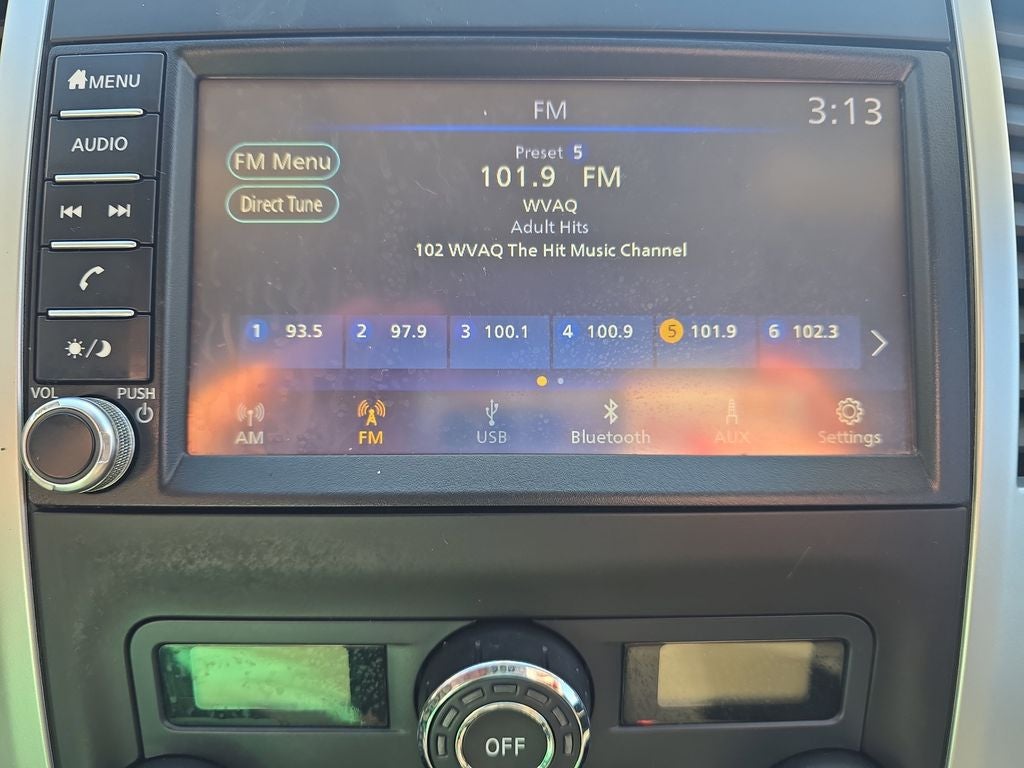 MENU
AUDIO
VOL
PUSH
FM
3:13
FM Menu
Direct Tune
Preset 5
101.9 FM
WVAQ
Adult Hits
102 WVAQ The Hit Music Channel
1 93.5 2 97.9 3 100.1 4 100.9 5 101.9 6 102.3
AM FM USB Bluetooth AUX Settings
OFF